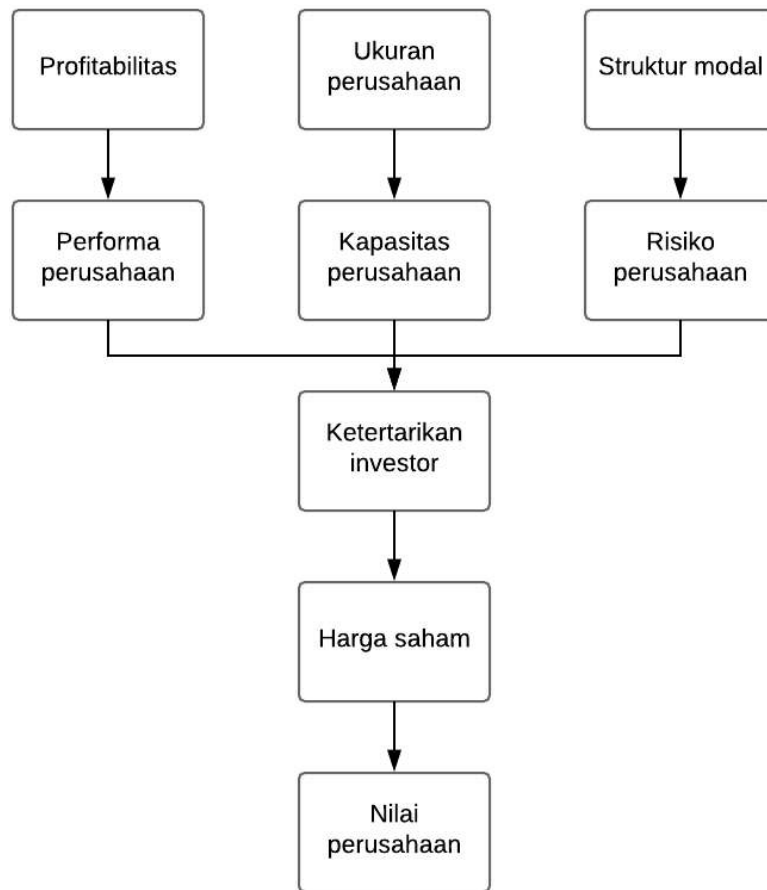 Profitabilitas
Ukuran
perusahaan
Struktur modal
Performa
perusahaan
Kapasitas
perusahaan
Risiko
perusahaan
Ketertarikan
investor
Harga saham
Nilai
perusahaan